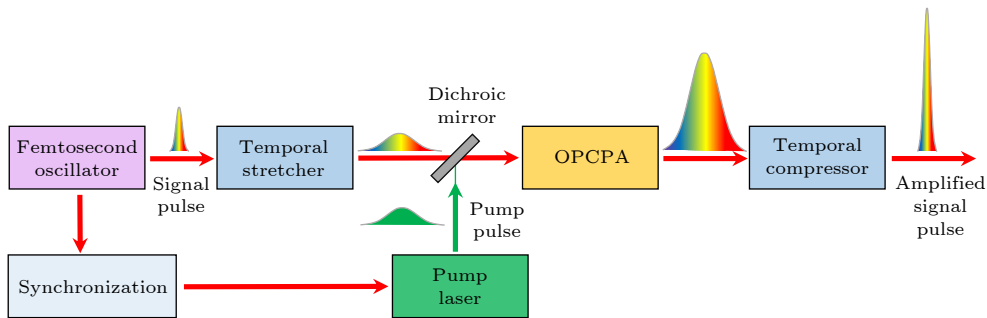 Dichroic
mirror
Femtosecond
oscillator
Signal
pulse
Temporal
stretcher
OPCPA
Temporal
compressor
Amplified
signal
pulse
Pump
pulse
Synchronization
Pump
laser